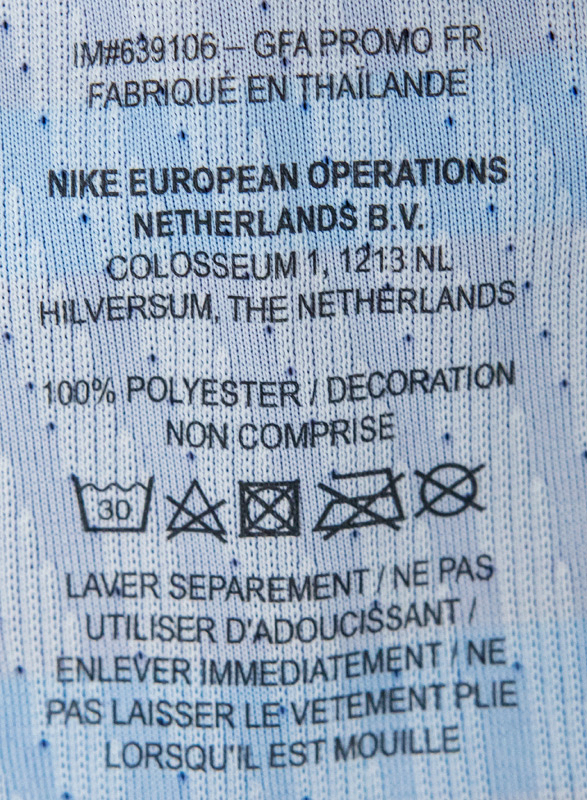 IM#639106 – GFA PROMO FR
FABRIQUÉ EN THAÏLANDE
NIKE EUROPEAN OPERATIONS
NETHERLANDS B.V.
COLOSSEUM 1, 1213 NL
HILVERSUM, THE NETHERLANDS
100% POLYESTER / DECORATION
NON COMPRISE
30
LAVER SEPAREMENT / NE PAS
UTILISER D'ADOUCISSANT /
ENLEVER IMMEDIATEMENT / NE
PAS LAISSER LE VETEMENT PLIE
LORSQU'IL EST MOUILLE